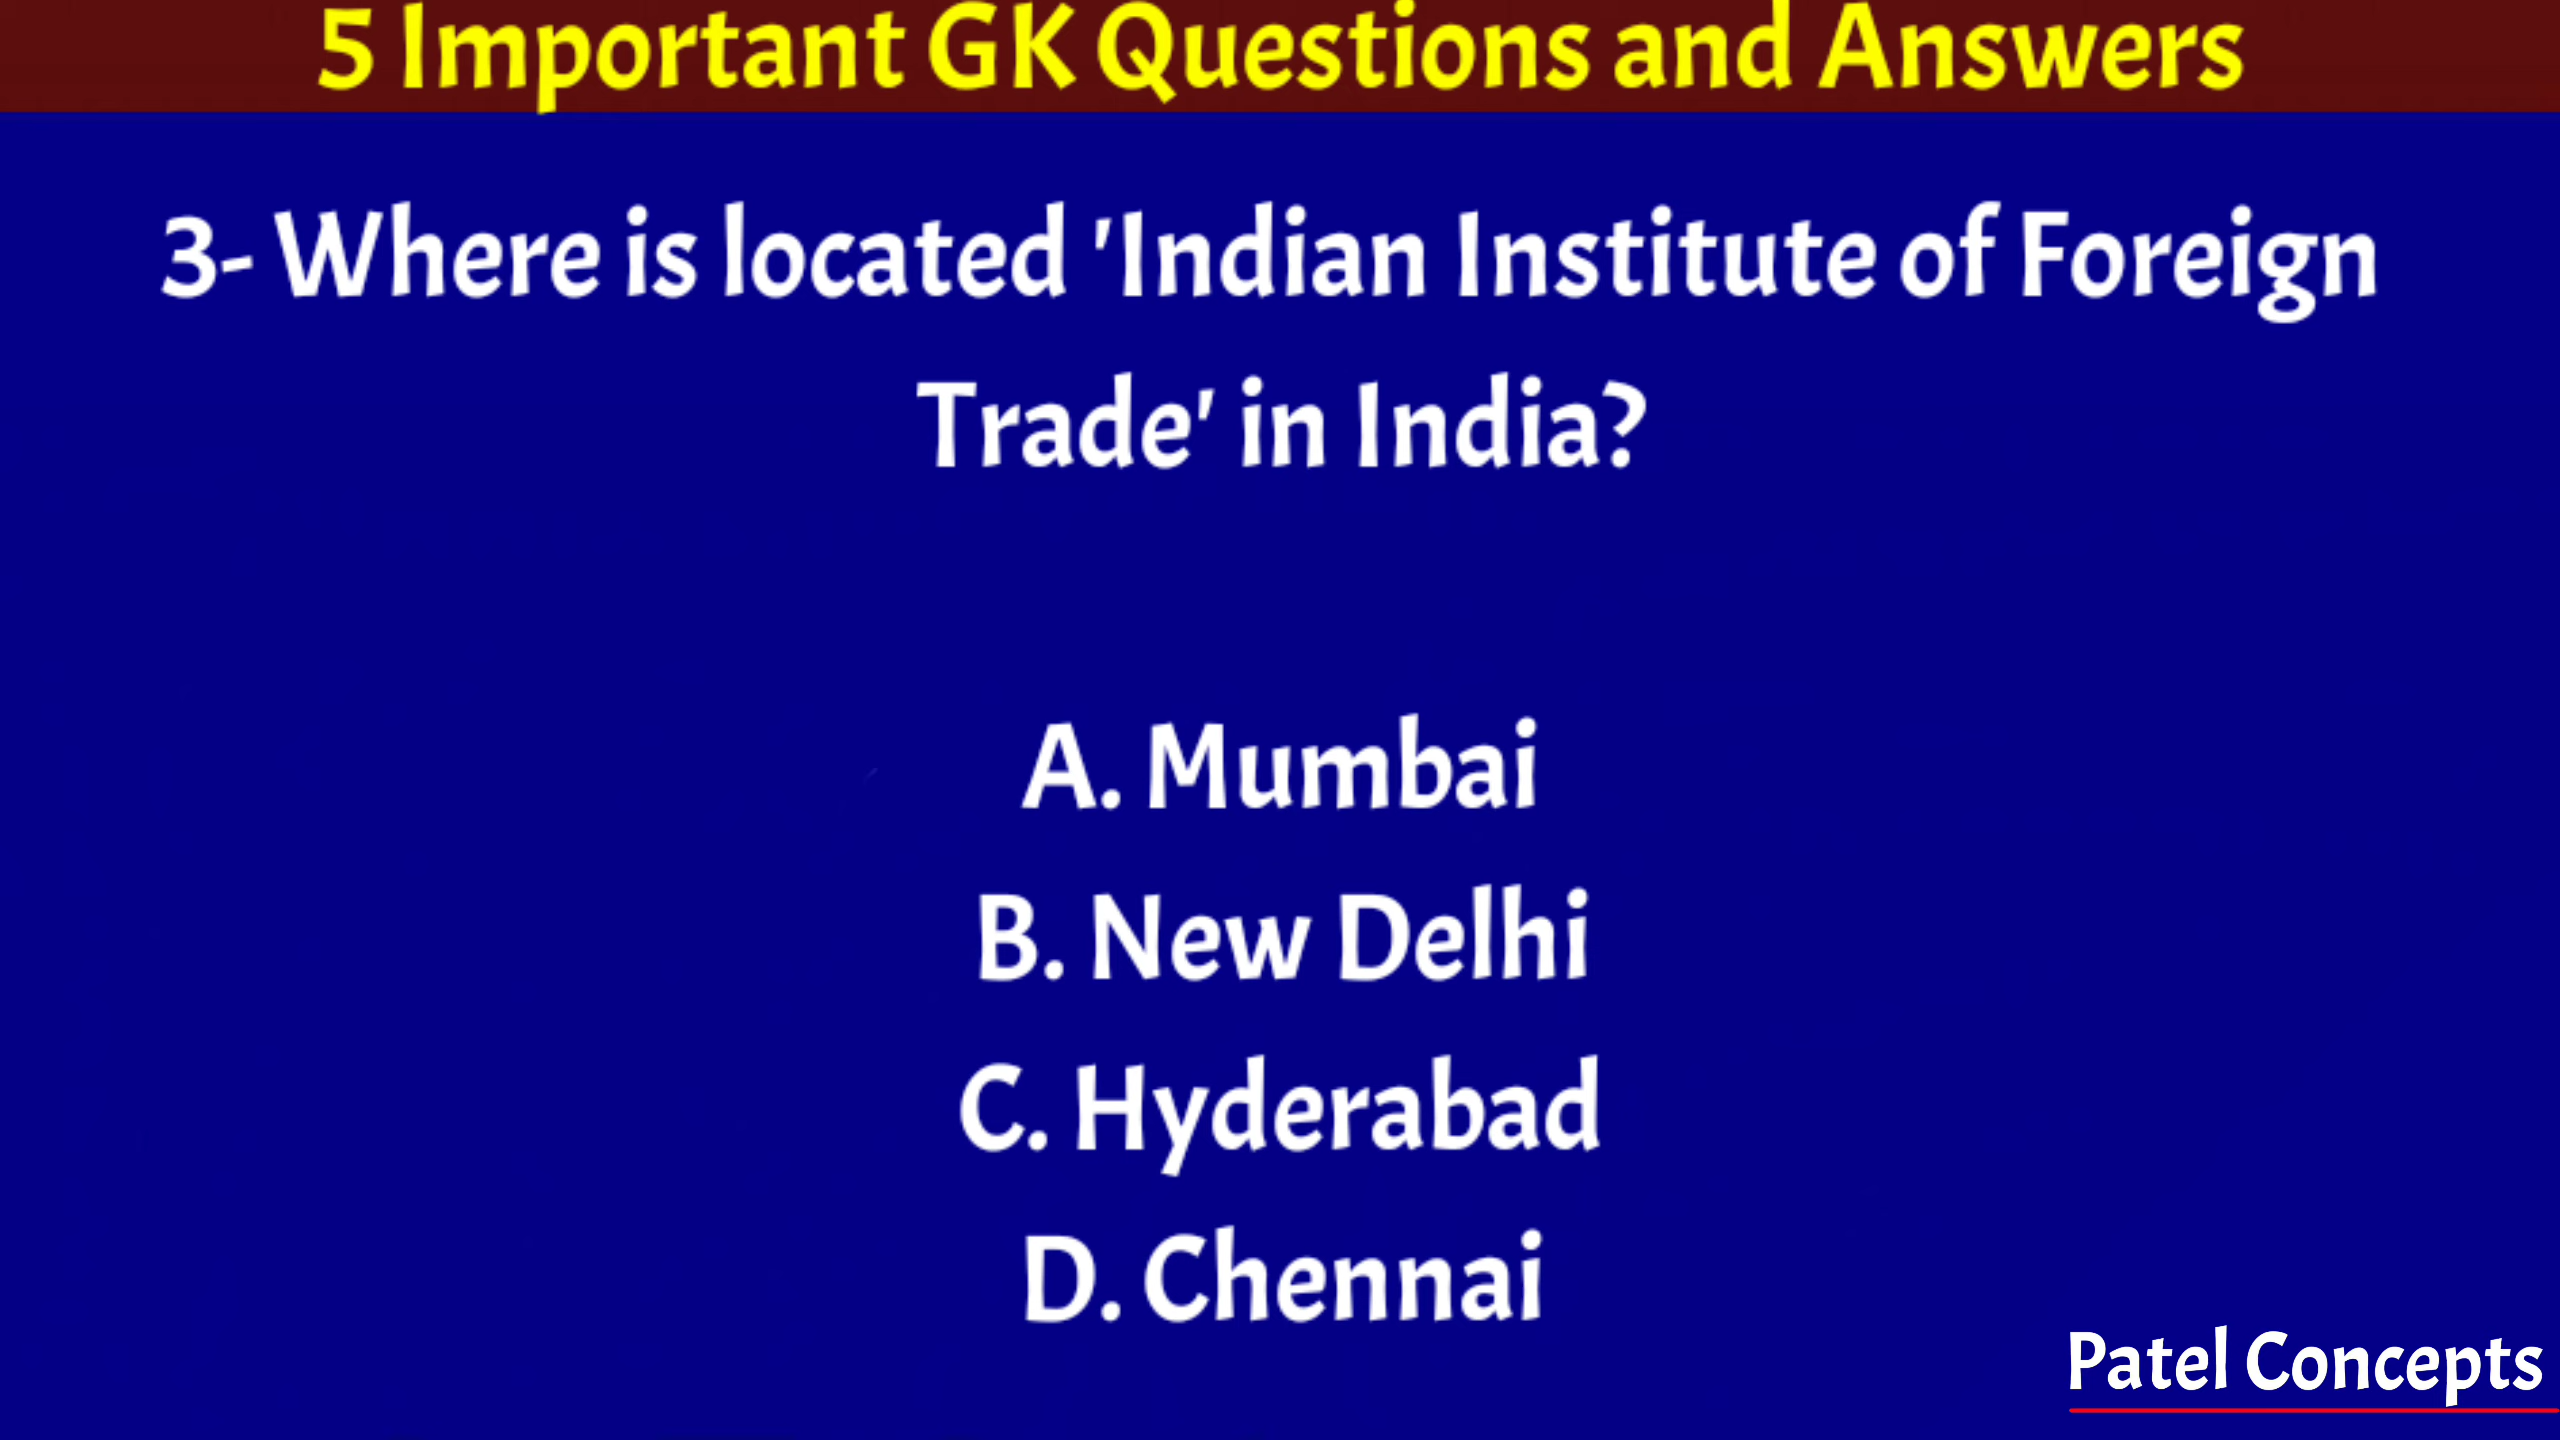 5 Important GK Questions and Answers
3- Where is located 'Indian Institute of Foreign
Trade' in India?
A. Mumbai
B. New Delhi
C. Hyderabad
D. Chennai
Patel Concepts